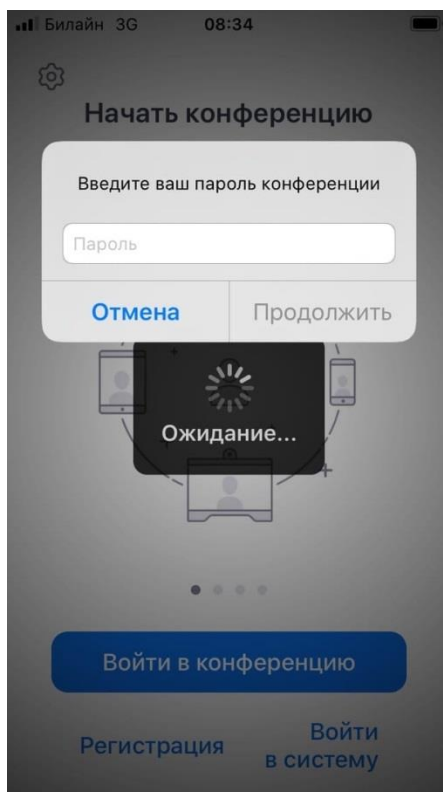 Билайн 3G 08:34
Начать конференцию
Введите ваш пароль конференции
Пароль
Отмена Продолжить
Ожидание...
Войти в конференцию
Регистрация
Войти
в систему